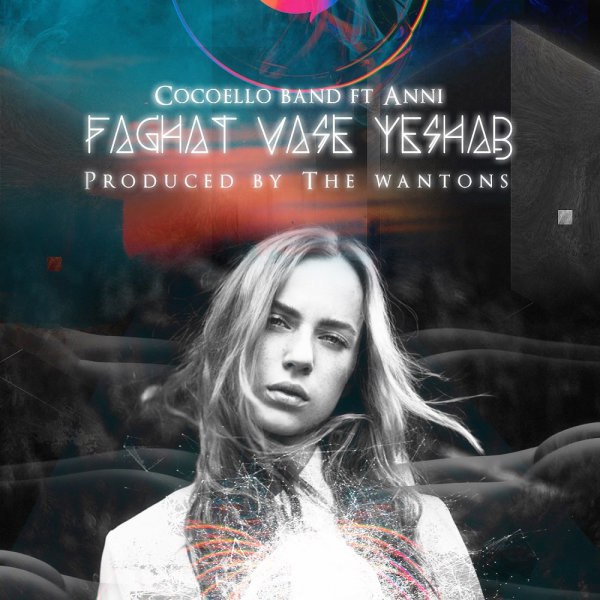 Cocoello band ft Anni
FAGHAT VASE YESHAB
Produced by The wantons